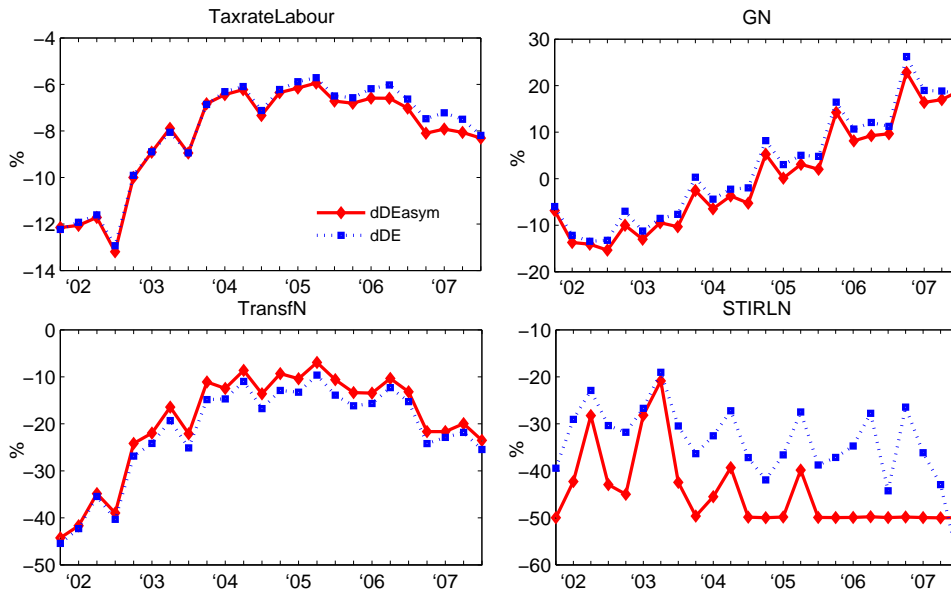 TaxrateLabour
−4
−6
−8
−10
−12
−14
%
‘02 ‘03 ‘04 ‘05 ‘06 ‘07
dDEasym
dDE
GN
30
20
10
0
−10
−20
%
‘02 ‘03 ‘04 ‘05 ‘06 ‘07
TransfN
0
−10
−20
−30
−40
−50
%
‘02 ‘03 ‘04 ‘05 ‘06 ‘07
STIRLN
−10
−20
−30
−40
−50
−60
%
‘02 ‘03 ‘04 ‘05 ‘06 ‘07